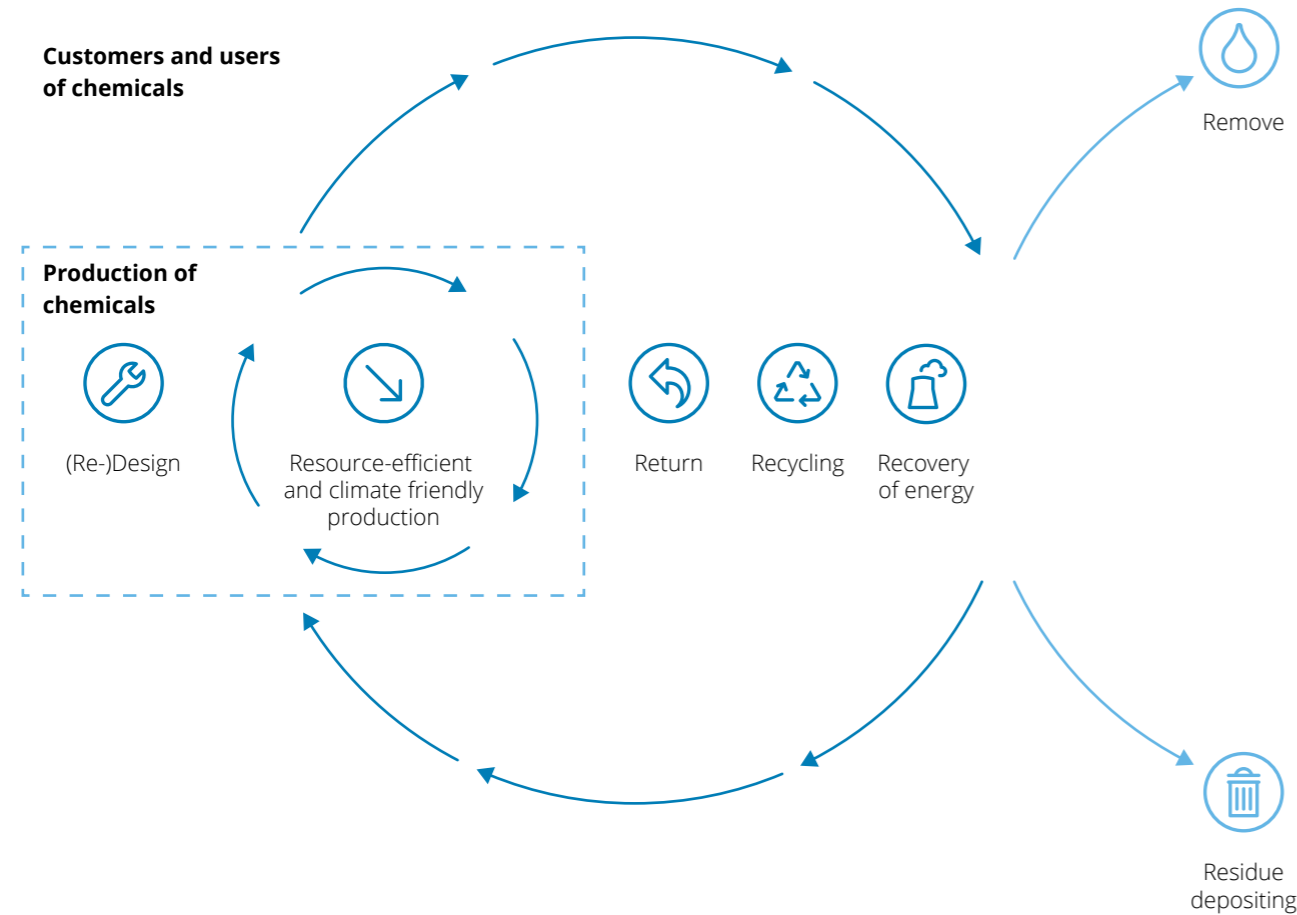 Customers and users
of chemicals
Remove
Production of
chemicals
(Re-)Design
Resource-efficient
and climate friendly
production
Return
Recycling
Recovery
of energy
Residue
depositing